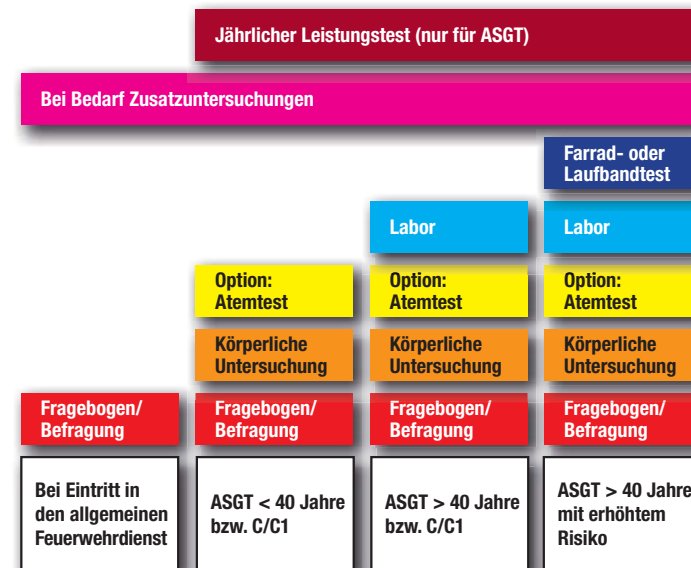 Jährlicher Leistungstest (nur für ASGT)
Bei Bedarf Zusatzuntersuchungen
Farrad- oder
Laufbandtest
Labor
Labor
Option:
Atemtest
Option:
Atemtest
Option:
Atemtest
Körperliche
Untersuchung
Körperliche
Untersuchung
Körperliche
Untersuchung
Fragebogen/
Befragung
Fragebogen/
Befragung
Fragebogen/
Befragung
Fragebogen/
Befragung
Bei Eintritt in
den allgemeinen
Feuerwehrdienst
ASGT < 40 Jahre
bzw. C/C1
ASGT > 40 Jahre
bzw. C/C1
ASGT > 40 Jahre
mit erhöhtem
Risiko